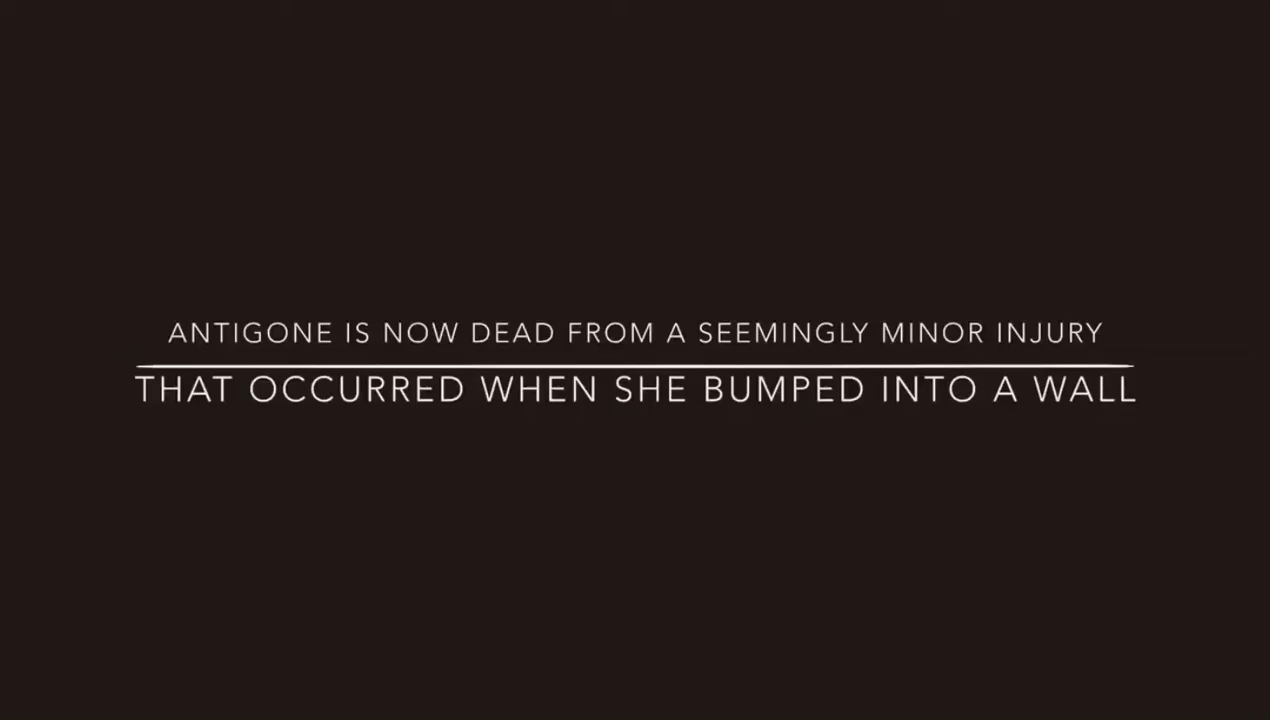 ANTIGONE IS NOW DEAD FROM A SEEMINGLY MINOR INJURY
THAT OCCURRED WHEN SHE BUMPED INTO A WALL